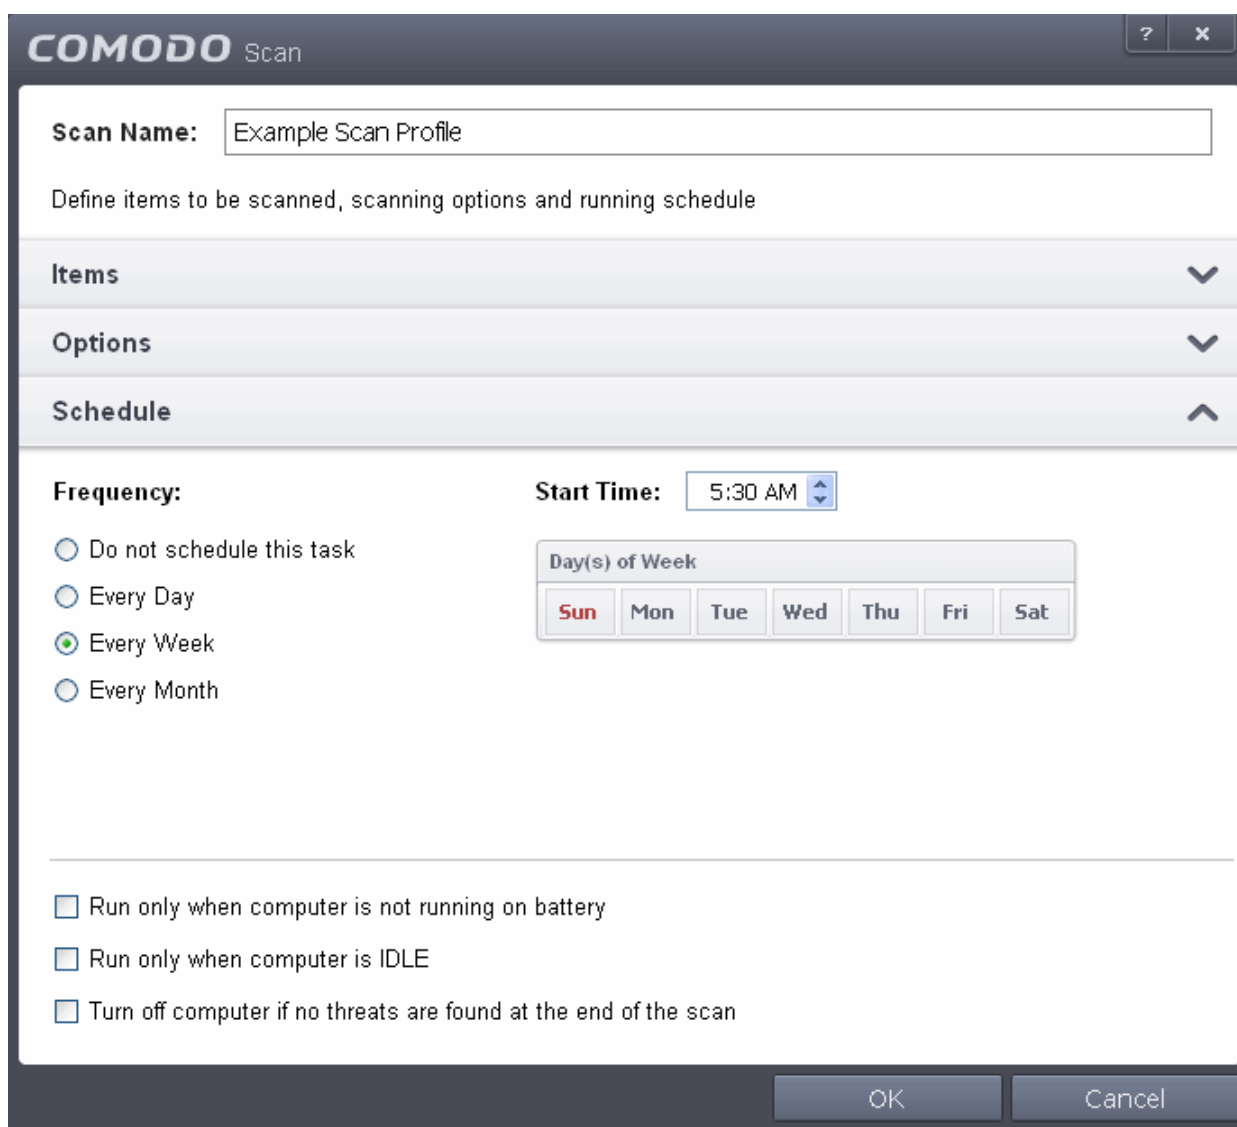 COMODO Scan
?
Scan Name: Example Scan Profile
Define items to be scanned, scanning options and running schedule
Items
Options
Schedule
Frequency:
Start Time: 5:30 AM
Do not schedule this task
Every Day
Every Week
Every Month
Day(s) of Week
Sun Mon Tue Wed Thu Fri Sat
Run only when computer is not running on battery
Run only when computer is IDLE
Turn off computer if no threats are found at the end of the scan
OK Cancel